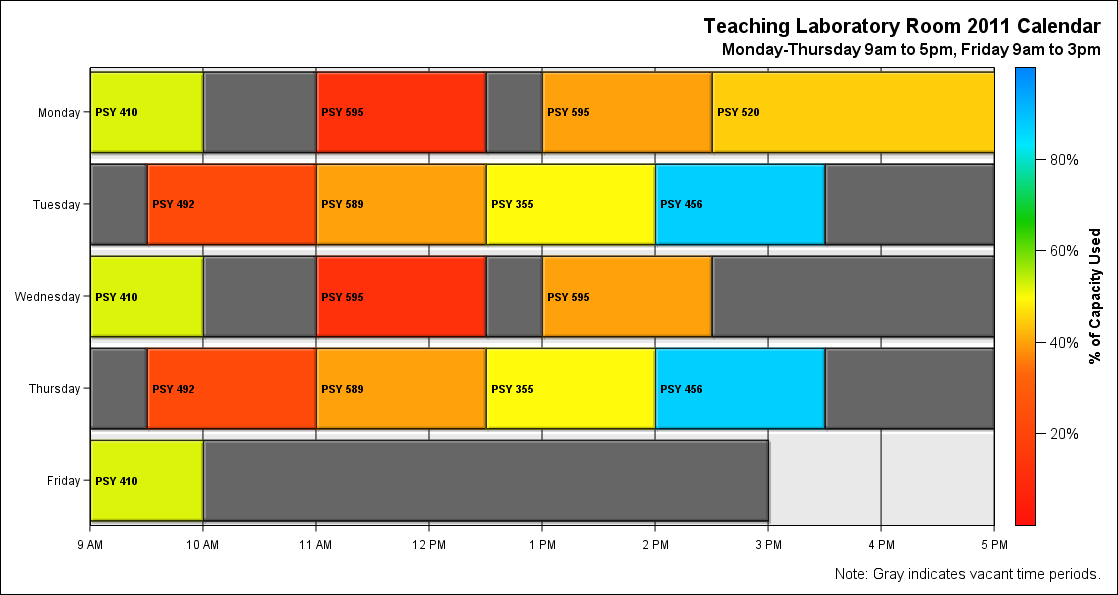 Teaching Laboratory Room 2011 Calendar
Monday-Thursday 9am to 5pm, Friday 9am to 3pm
Monday PSY 410 PSY 595 PSY 595 PSY 520
Tuesday PSY 492 PSY 589 PSY 355 PSY 456
Wednesday PSY 410 PSY 595 PSY 595
Thursday PSY 492 PSY 589 PSY 355 PSY 456
Friday PSY 410
9 AM 10 AM 11 AM 12 PM 1 PM 2 PM 3 PM 4 PM 5 PM
80%
60%
40%
20%
% of Capacity Used
Note: Gray indicates vacant time periods.